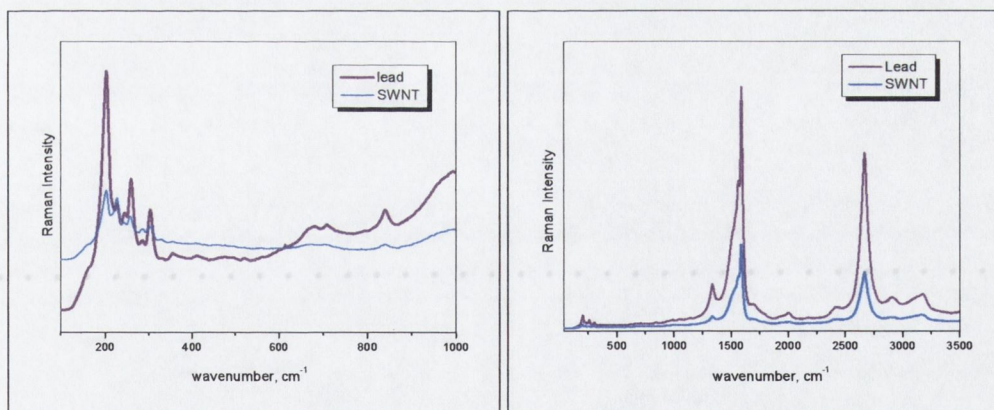 Raman Intensity
lead
SWNT
200
400
600
800
1000
wavenumber, cm⁻¹
Raman Intensity
Lead
SWNT
500
1000
1500
2000
2500
3000
3500
wavenumber, cm⁻¹